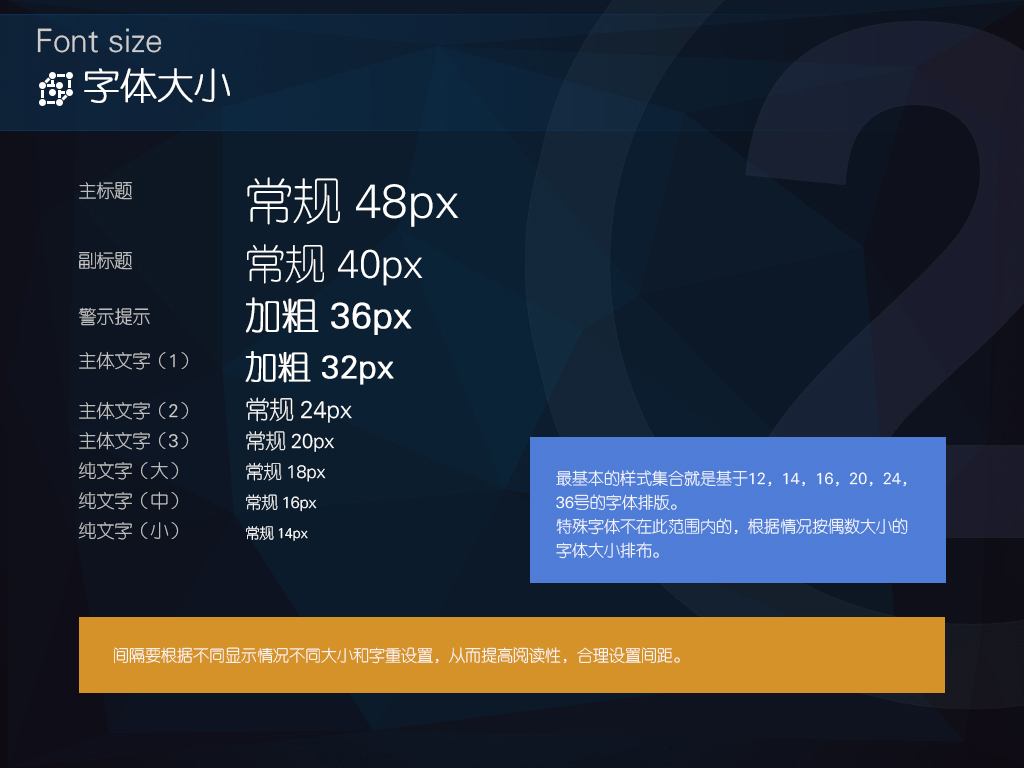 Font size
字体大小
主标题 常规 48px
副标题 常规 40px
警示提示 加粗 36px
主体文字（1） 加粗 32px
主体文字（2） 常规 24px
主体文字（3） 常规 20px
纯文字（大） 常规 18px
纯文字（中） 常规 16px
纯文字（小） 常规 14px
最基本的样式集合就是基于12，14，16，20，24，
36号的字体排版。
特殊字体不在此范围内的，根据情况按偶数大小的
字体大小排布。
间隔要根据不同显示情况不同大小和字重设置，从而提高阅读性，合理设置间距。
2